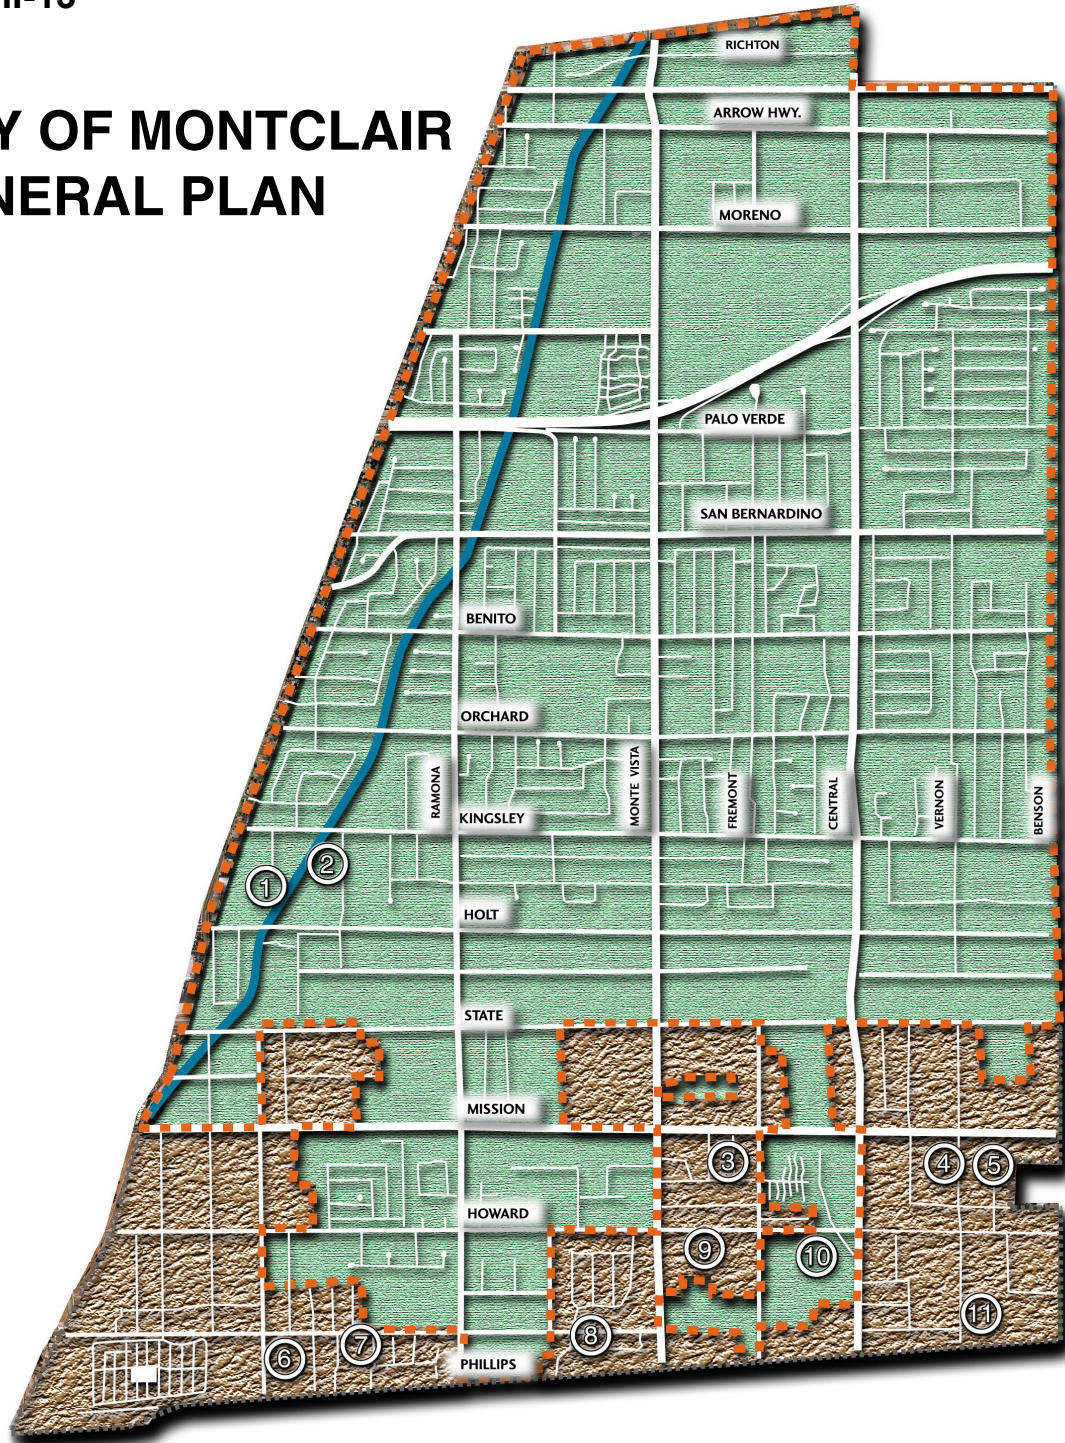 Y OF MONTCLAIR
NERAL PLAN
RICHTON
ARROW HWY.
MORENO
PALO VERDE
SAN BERNARDINO
BENITO
ORCHARD
RAMONA
MONTE VISTA
FREMONT
CENTRAL
VERNON
BENSON
KINGSLEY
1
2
HOLT
STATE
MISSION
3
4
5
HOWARD
9
10
11
8
7
6
PHILLIPS